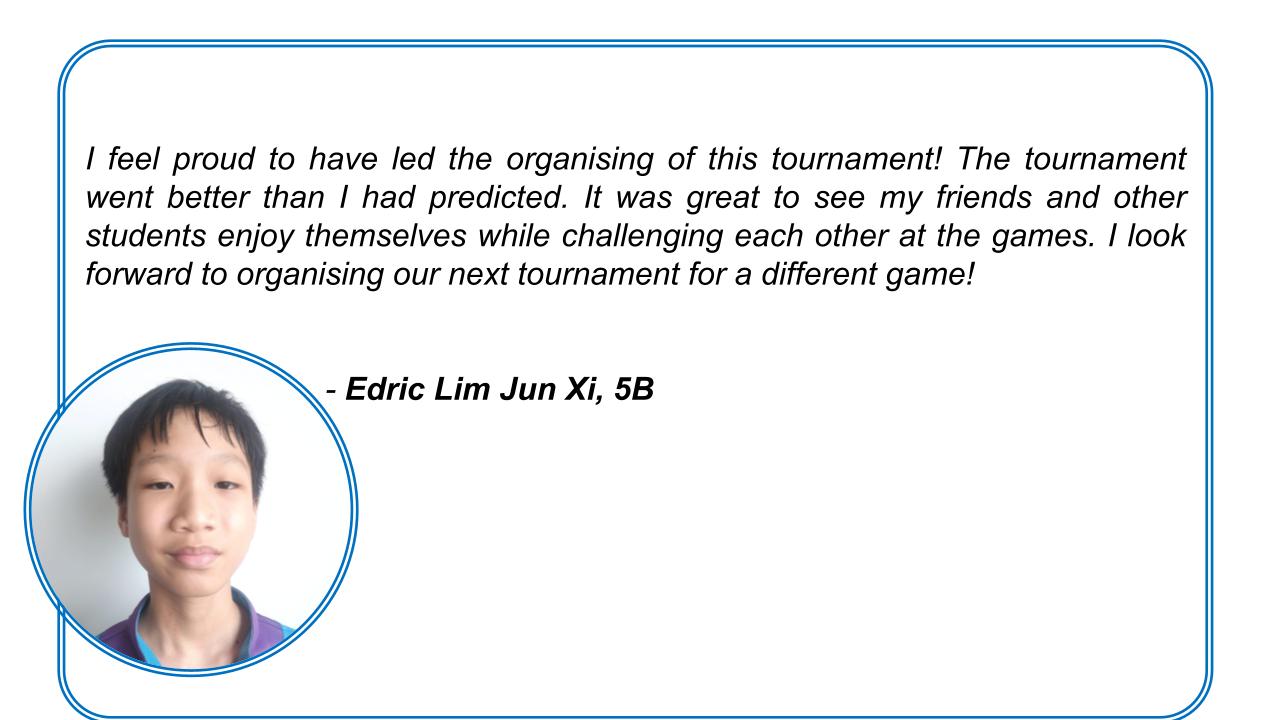 I feel proud to have led the organising of this tournament! The tournament
went better than I had predicted. It was great to see my friends and other
students enjoy themselves while challenging each other at the games. I look
forward to organising our next tournament for a different game!
- Edric Lim Jun Xi, 5B